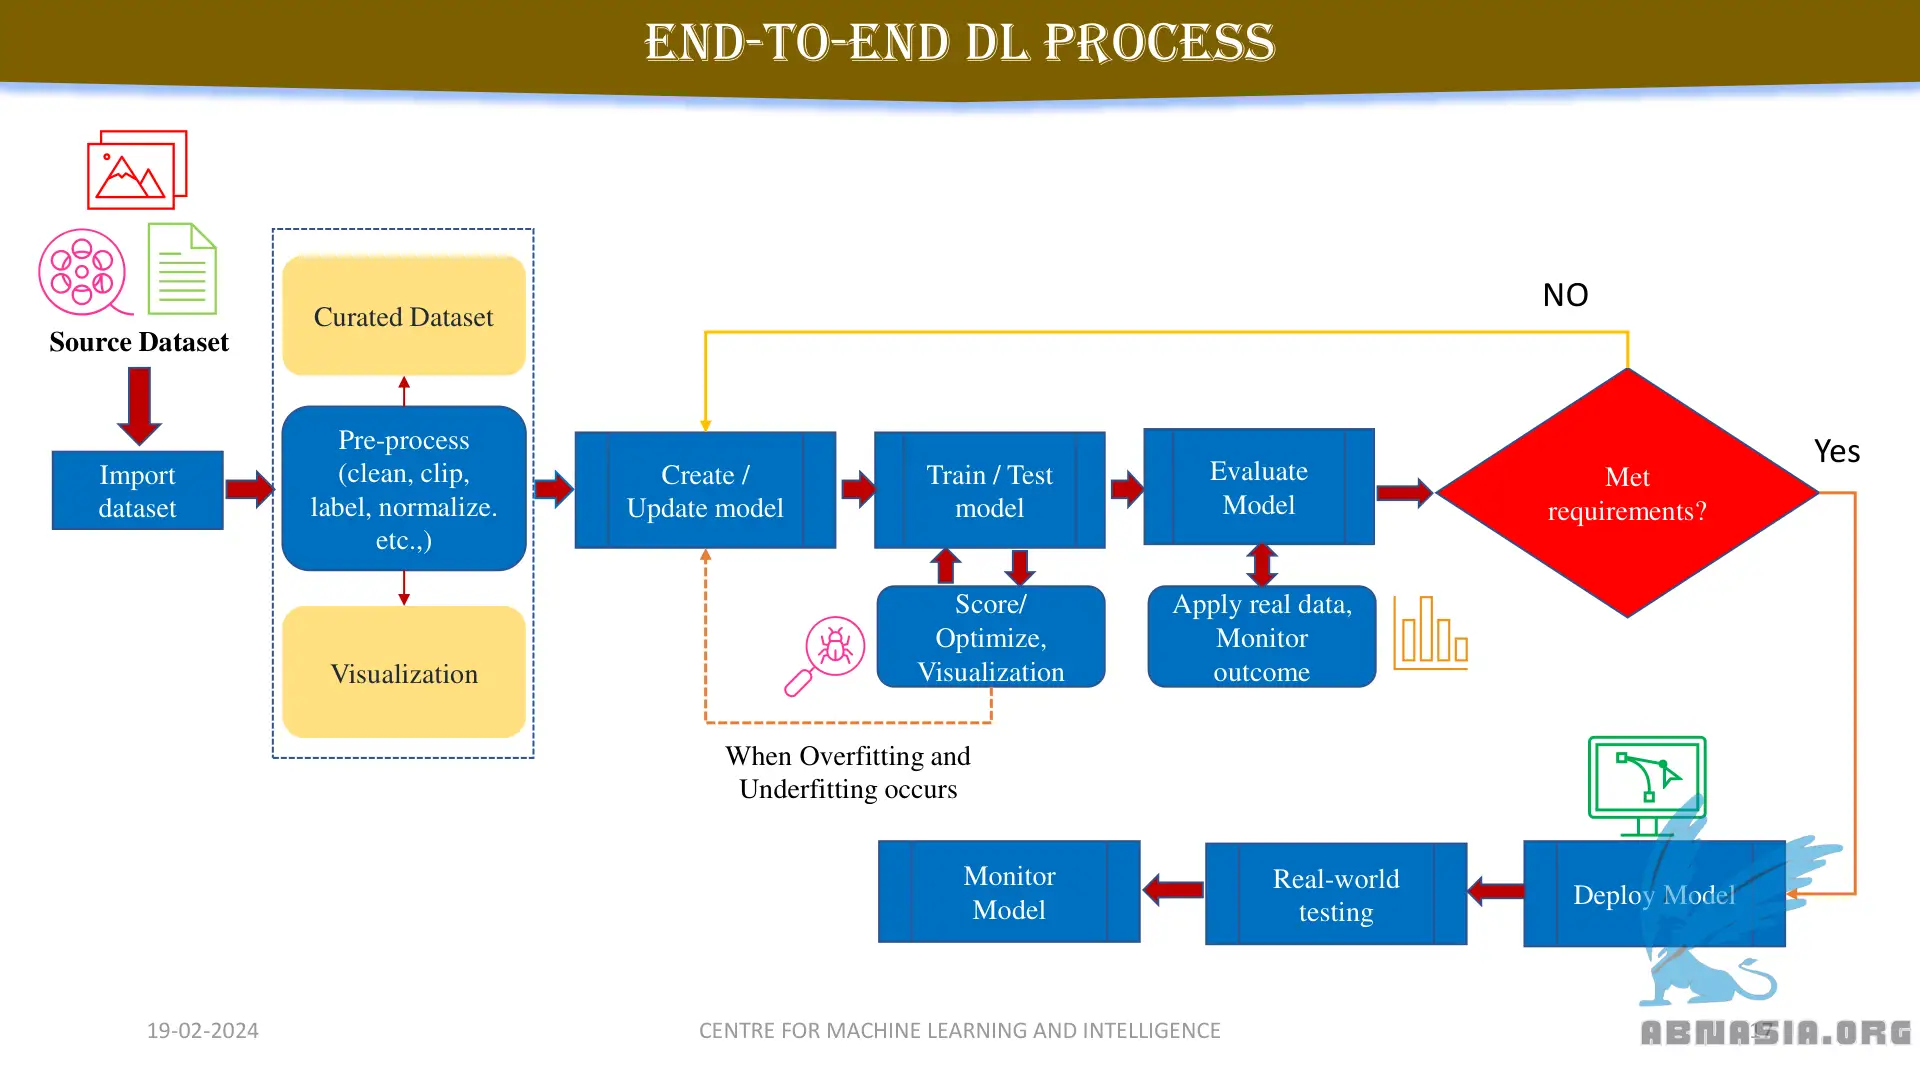 END-TO-END DL PROCESS
Source Dataset
Import
dataset
Curated Dataset
Pre-process
(clean, clip,
label, normalize.
etc.,)
Visualization
Create /
Update model
Train / Test
model
Evaluate
Model
NO
Met
requirements?
Yes
Score/
Optimize,
Visualization
Apply real data,
Monitor
outcome
When Overfitting and
Underfitting occurs
Monitor
Model
Real-world
testing
Deploy Model
19-02-2024
CENTRE FOR MACHINE LEARNING AND INTELLIGENCE
17
ABNASIA.ORG